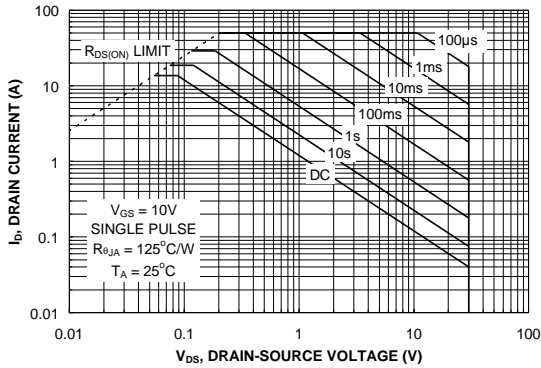 100
10
1
0.1
0.01
I_D, DRAIN CURRENT (A)
R_DS(ON) LIMIT
100µs
1ms
10ms
100ms
1s
10s
DC
V_GS = 10V
SINGLE PULSE
R_θJA = 125°C/W
T_A = 25°C
0.01 0.1 1 10 100
V_DS, DRAIN-SOURCE VOLTAGE (V)